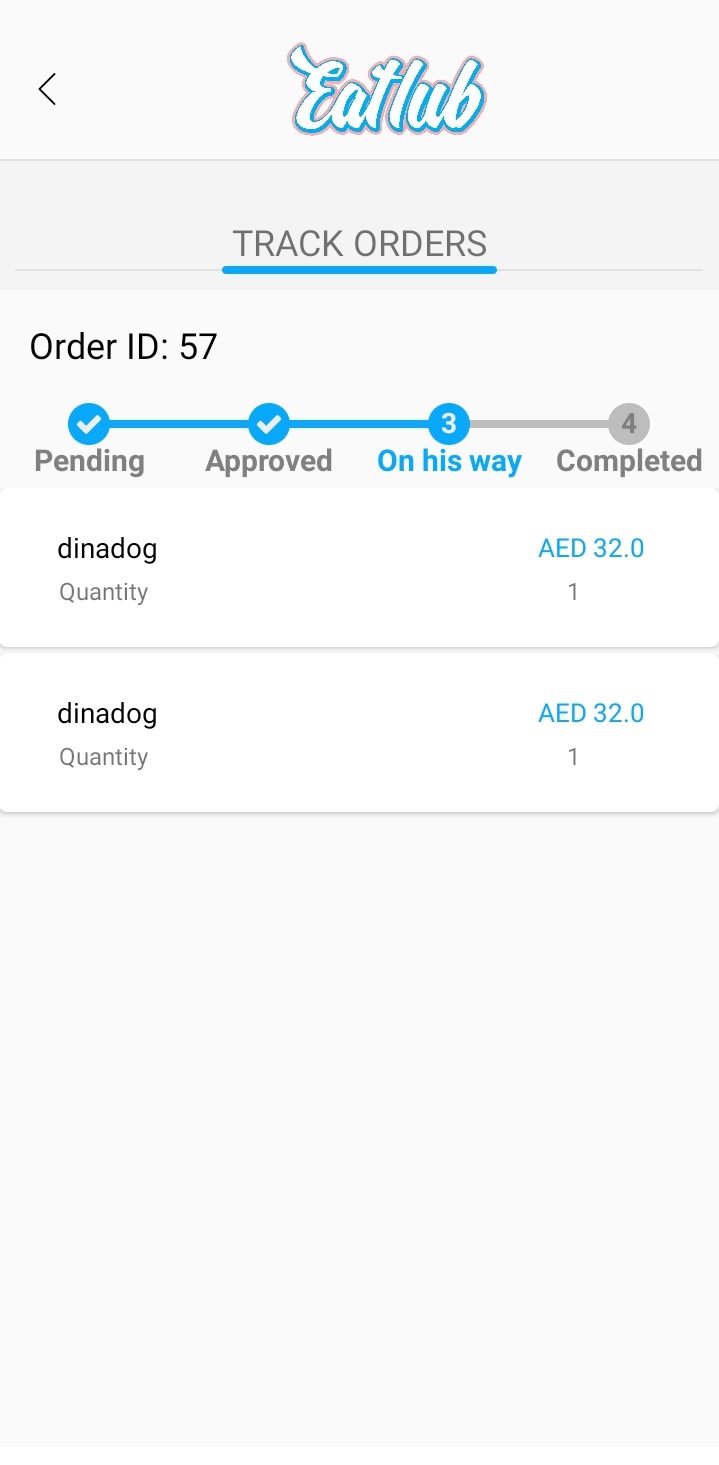 EatHub
TRACK ORDERS
Order ID: 57
3 4
Pending Approved On his way Completed
dinadog AED 32.0
Quantity 1
dinadog AED 32.0
Quantity 1